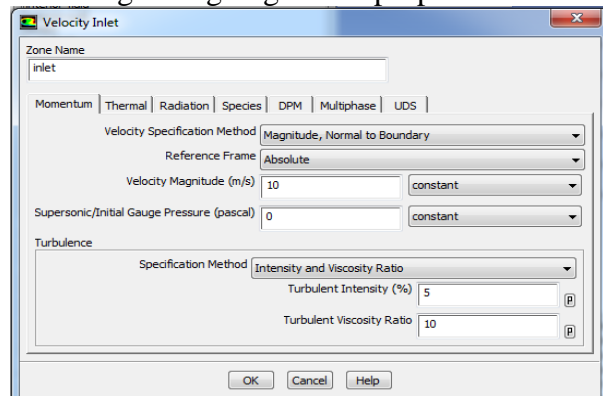 Velocity Inlet
Zone Name
inlet
Momentum Thermal Radiation Species DPM Multiphase UDS
Velocity Specification Method Magnitude, Normal to Boundary
Reference Frame Absolute
Velocity Magnitude (m/s) 10 constant
Supersonic/Initial Gauge Pressure (pascal) 0 constant
Turbulence
Specification Method Intensity and Viscosity Ratio
Turbulent Intensity (%) 5 P
Turbulent Viscosity Ratio 10 P
OK Cancel Help